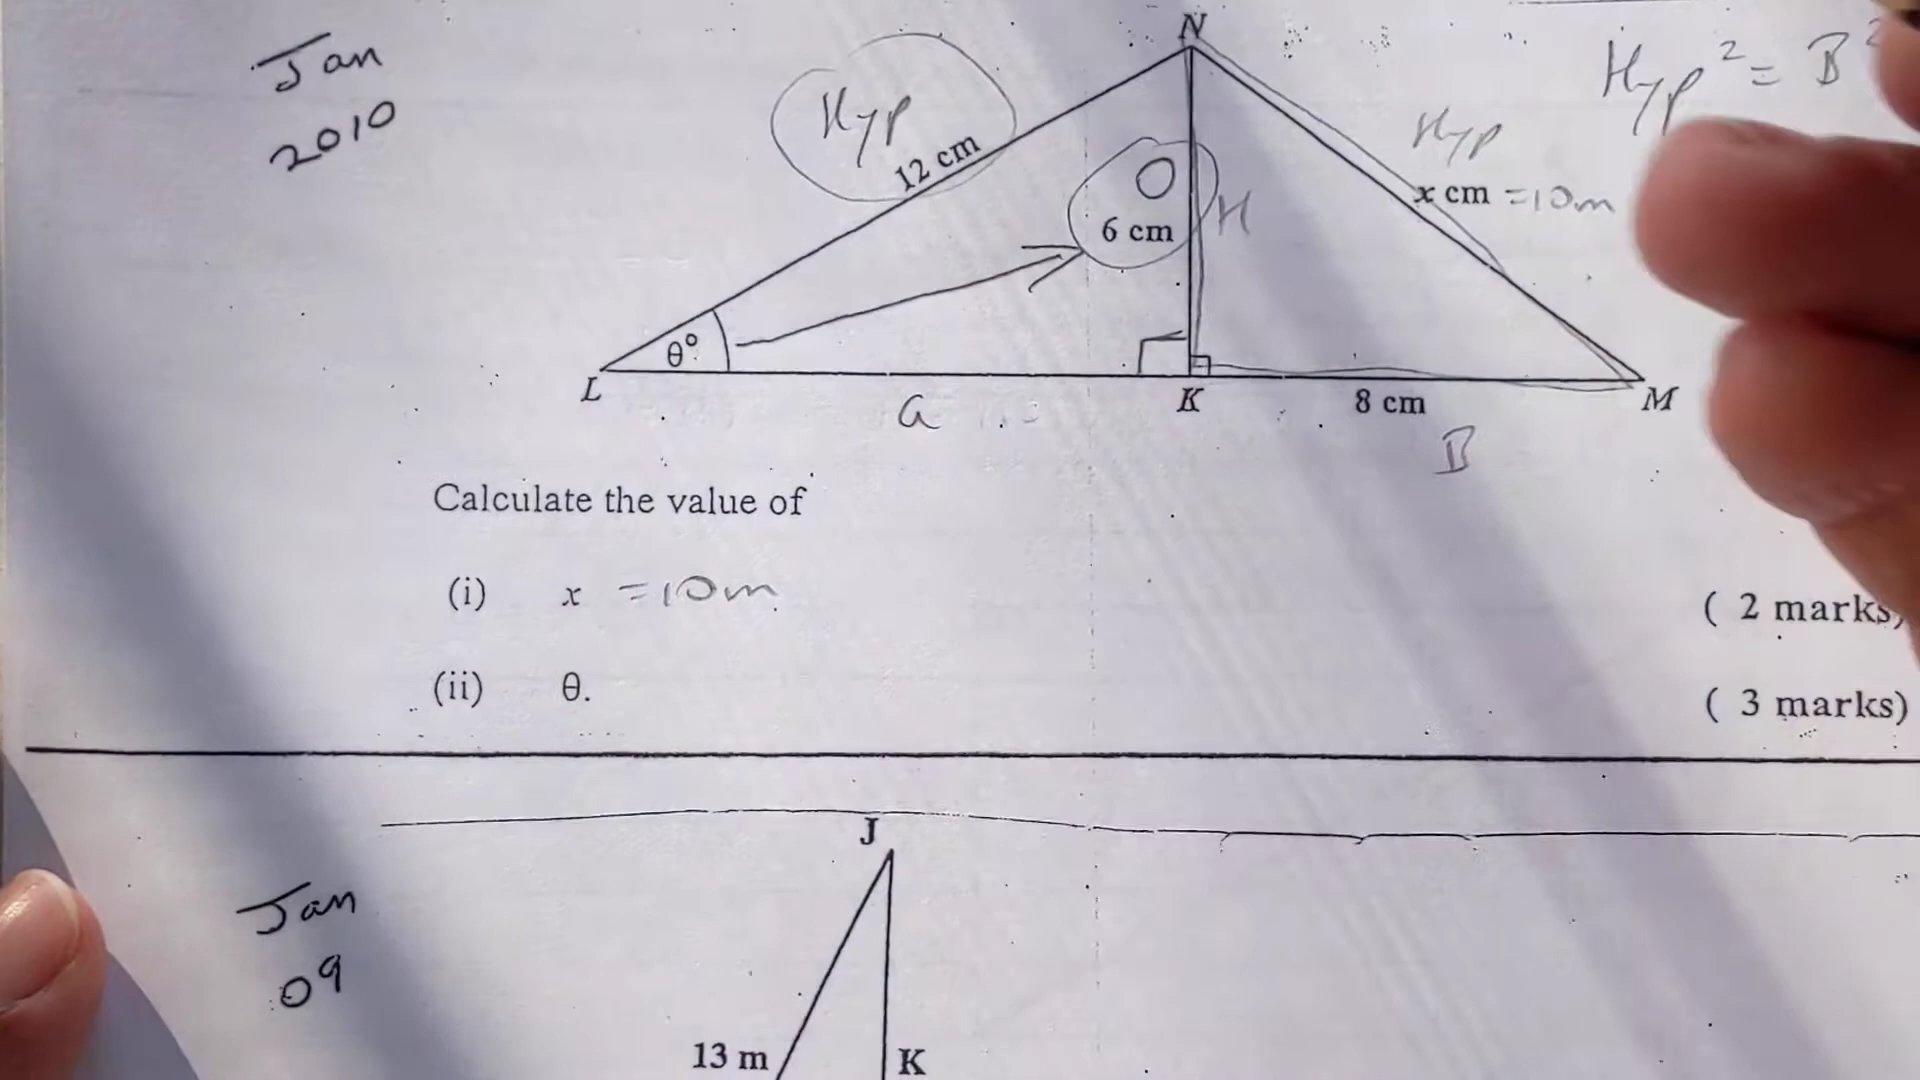 Jan
2010
N
Hyp² = B²
Hyp
12 cm
O
6 cm
H
Hyp
x cm = 10m
θ°
L
a
K
8 cm
M
B
Calculate the value of
(i) x = 10m
( 2 marks)
(ii) θ.
( 3 marks)
Jan
09
J
13 m
K